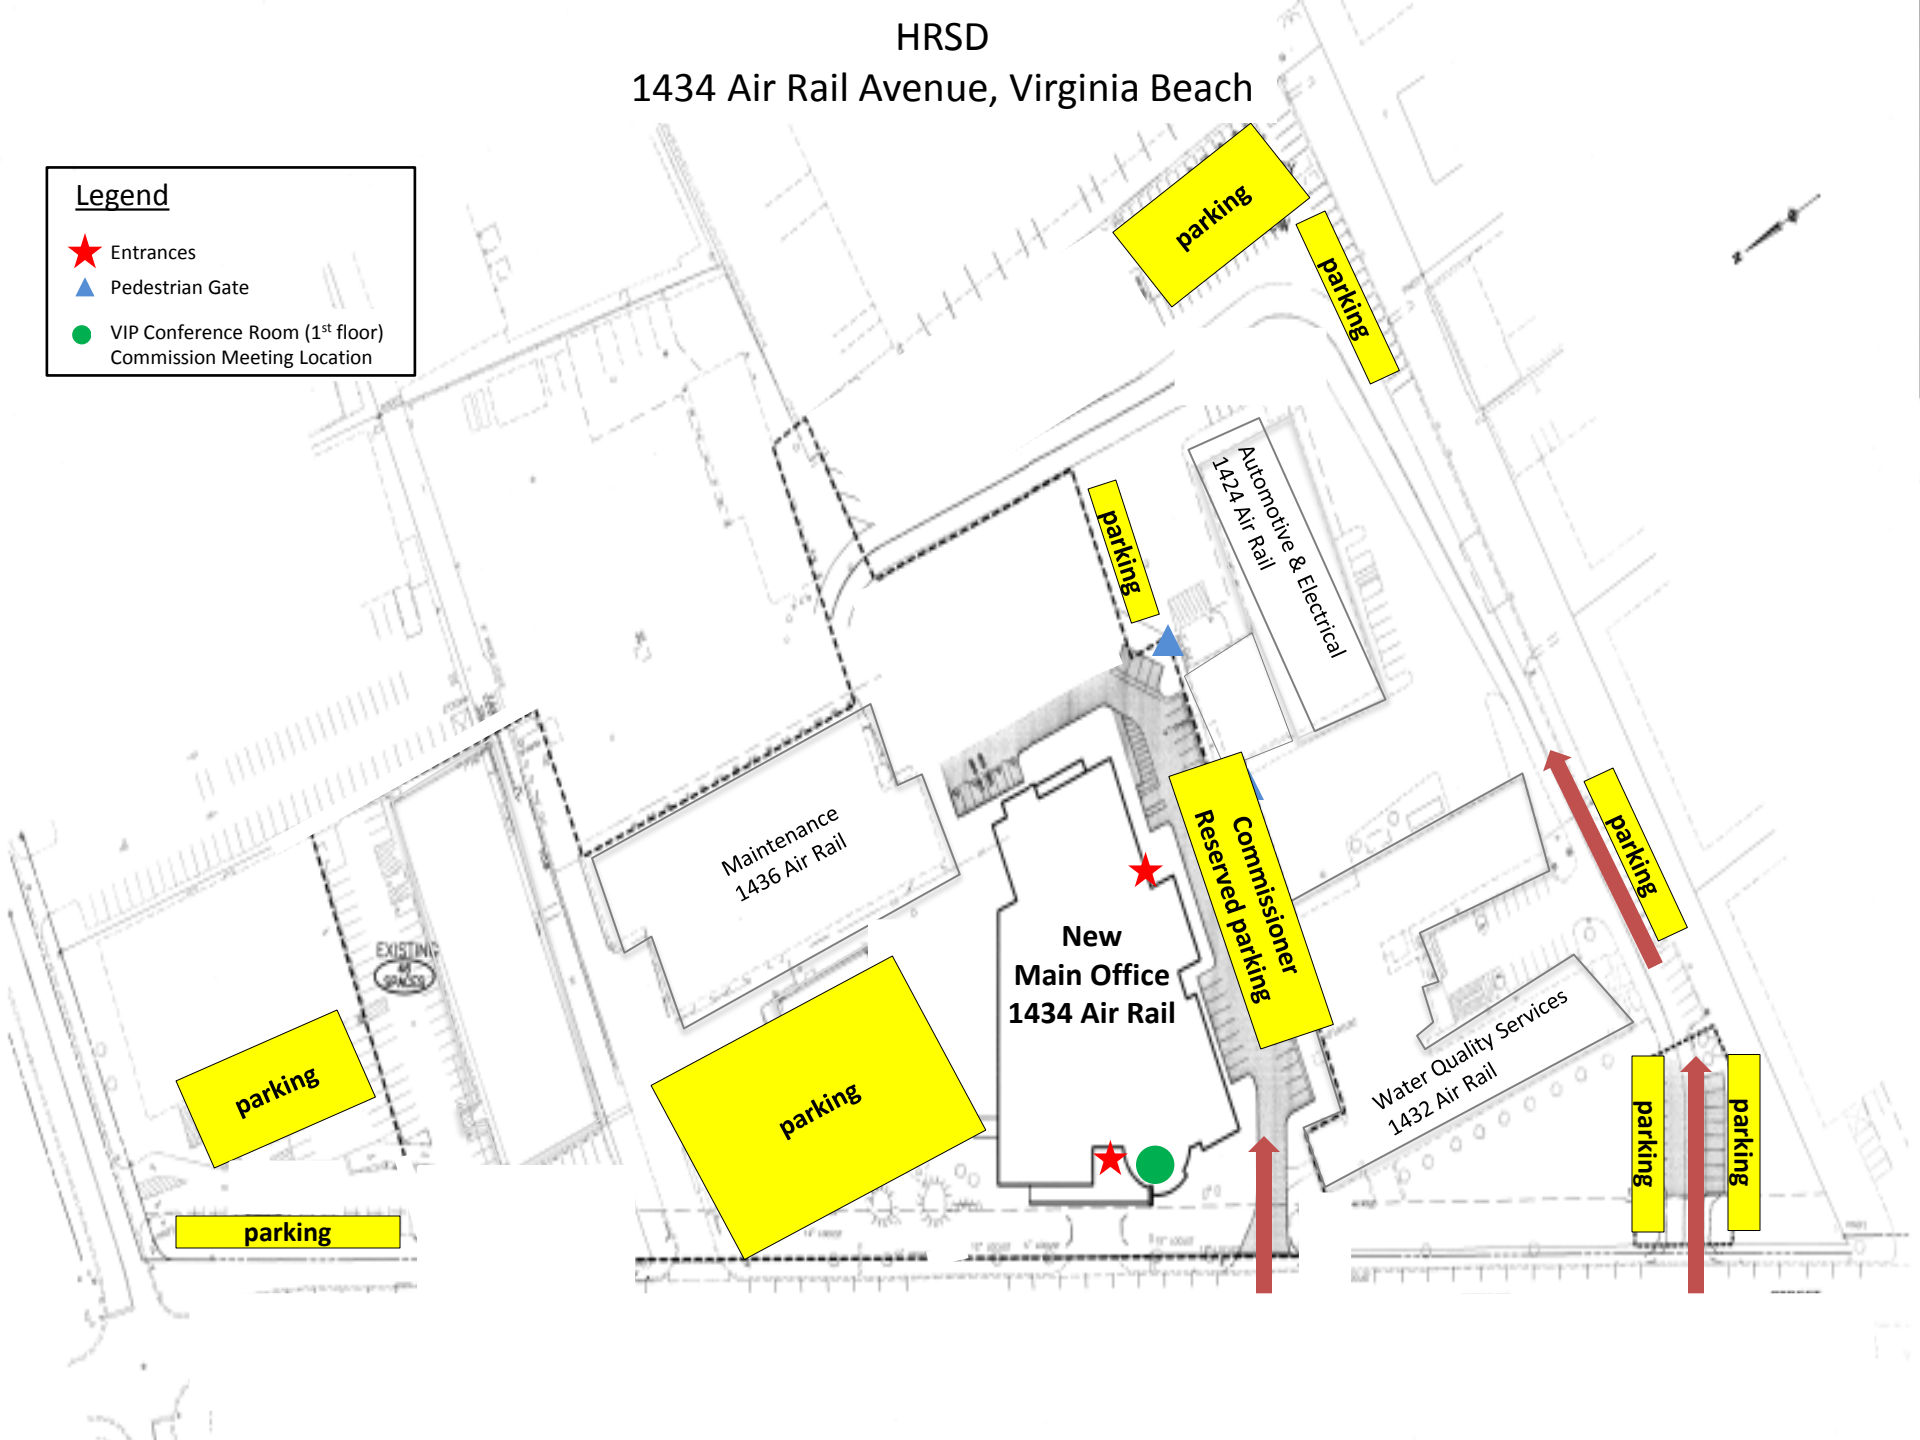 HRSD
1434 Air Rail Avenue, Virginia Beach
Legend
Entrances
Pedestrian Gate
VIP Conference Room (1st floor)
Commission Meeting Location
parking
parking
parking
Automotive & Electrical
1424 Air Rail
Maintenance
1436 Air Rail
Commissioner
Reserved parking
parking
New
Main Office
1434 Air Rail
EXISTING
SPACES
Water Quality Services
1432 Air Rail
parking
parking
parking
parking
parking